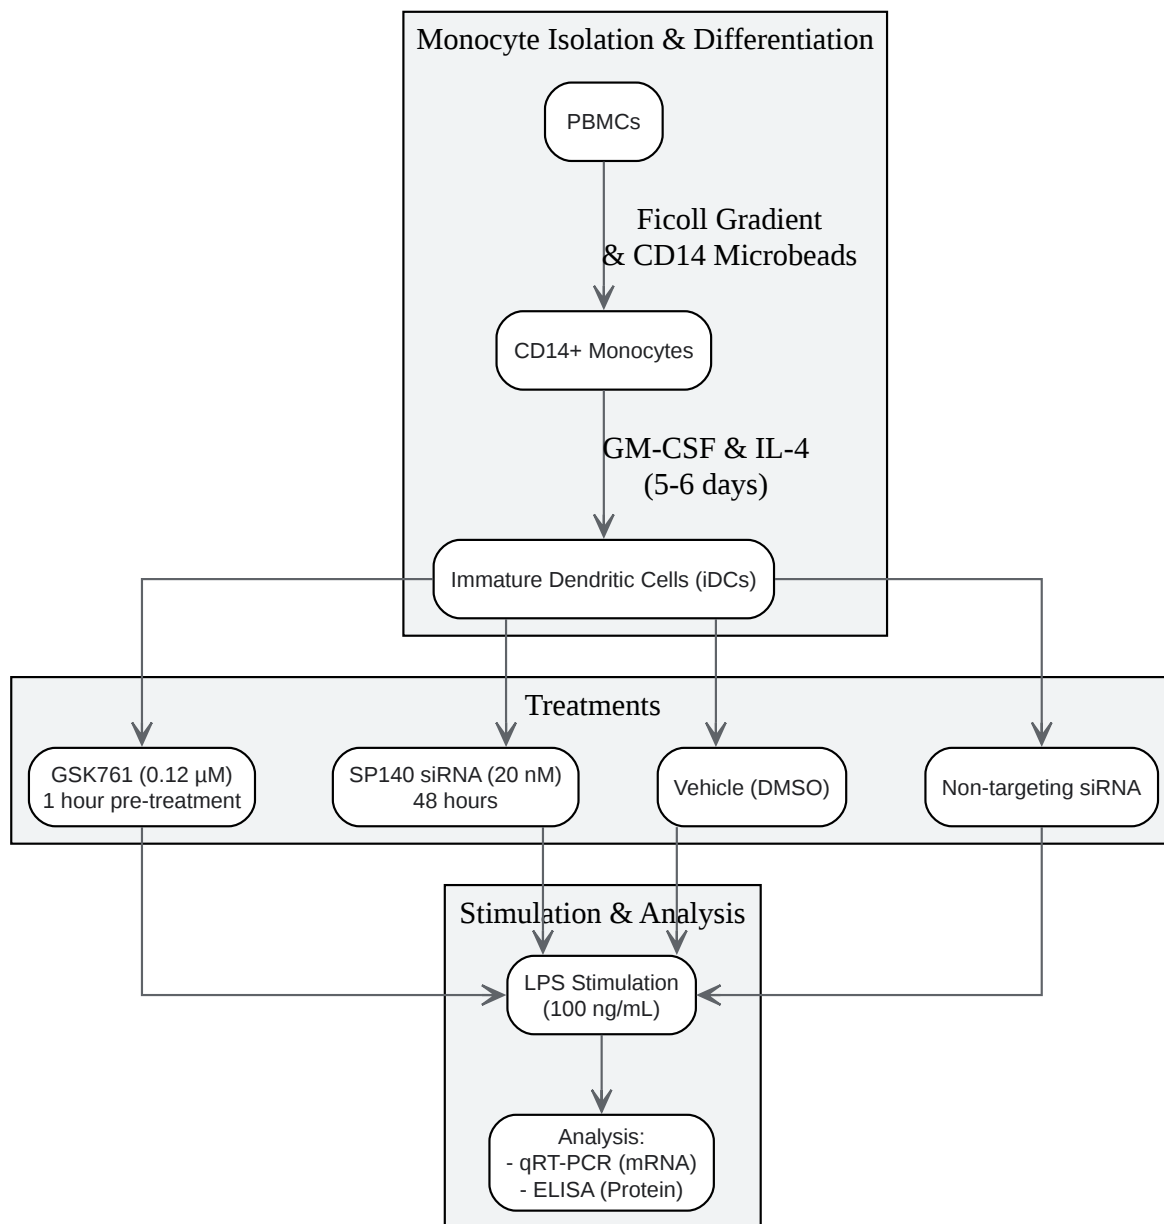 Monocyte Isolation & Differentiation
PBMCs
Ficoll Gradient
& CD14 Microbeads
CD14+ Monocytes
GM-CSF & IL-4
(5-6 days)
Immature Dendritic Cells (iDCs)
Treatments
GSK761 (0.12 µM)
1 hour pre-treatment
SP140 siRNA (20 nM)
48 hours
Vehicle (DMSO)
Non-targeting siRNA
Stimulation & Analysis
LPS Stimulation
(100 ng/mL)
Analysis:
- qRT-PCR (mRNA)
- ELISA (Protein)